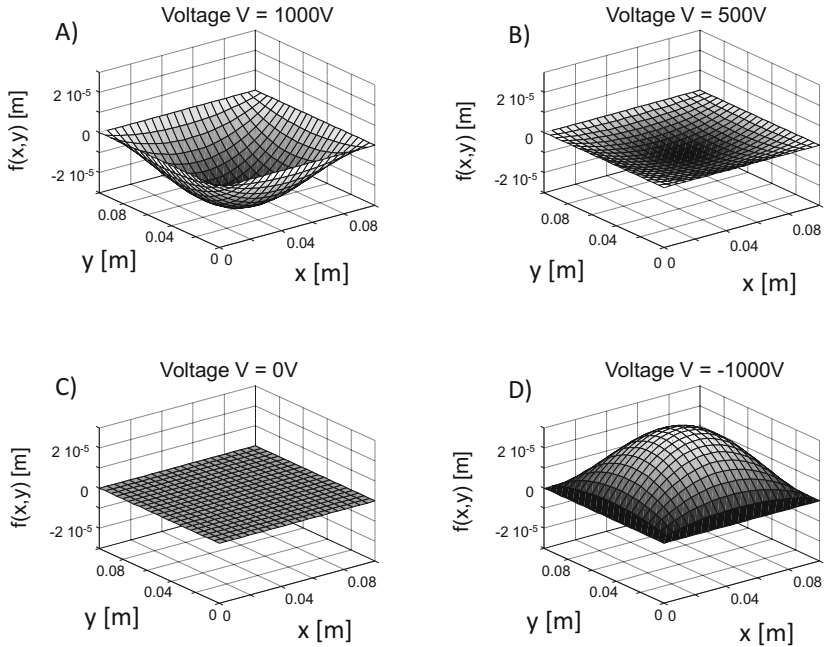 A)
Voltage V = 1000V
f(x,y) [m]
2 10-5
0
-2 10-5
0.08
0.04
0
y [m]
0
0.04
0.08
x [m]
B)
Voltage V = 500V
f(x,y) [m]
2 10-5
0
-2 10-5
0.08
0.04
0
y [m]
0
0.04
0.08
x [m]
C)
Voltage V = 0V
f(x,y) [m]
2 10-5
0
-2 10-5
0.08
0.04
0
y [m]
0
0.04
0.08
x [m]
D)
Voltage V = -1000V
f(x,y) [m]
2 10-5
0
-2 10-5
0.08
0.04
0
y [m]
0
0.04
0.08
x [m]